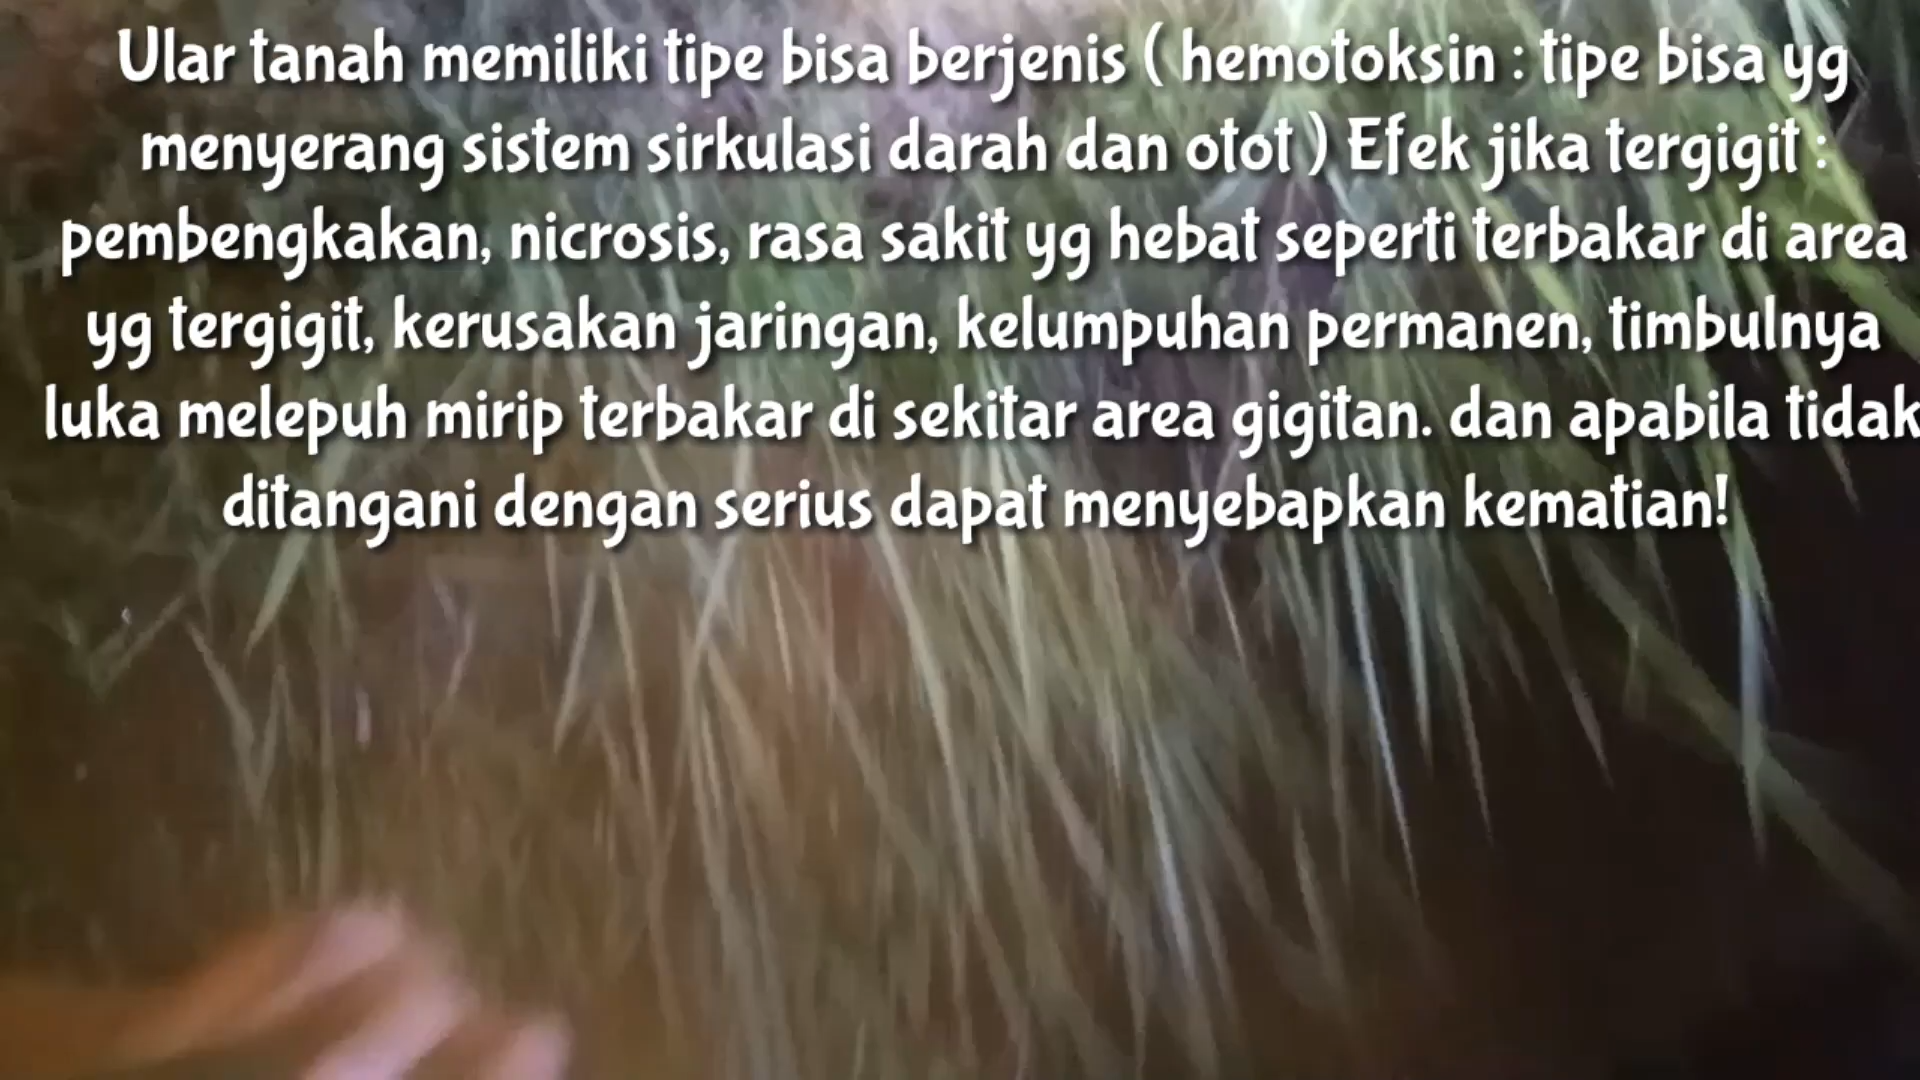 Ular tanah memiliki tipe bisa berjenis ( hemotoksin : tipe bisa yg
menyerang sistem sirkulasi darah dan otot ) Efek jika tergigit :
pembengkakan, nicrosis, rasa sakit yg hebat seperti terbakar di area
yg tergigit, kerusakan jaringan, kelumpuhan permanen, timbulnya
luka melepuh mirip terbakar di sekitar area gigitan. dan apabila tidak
ditangani dengan serius dapat menyebapkan kematian!